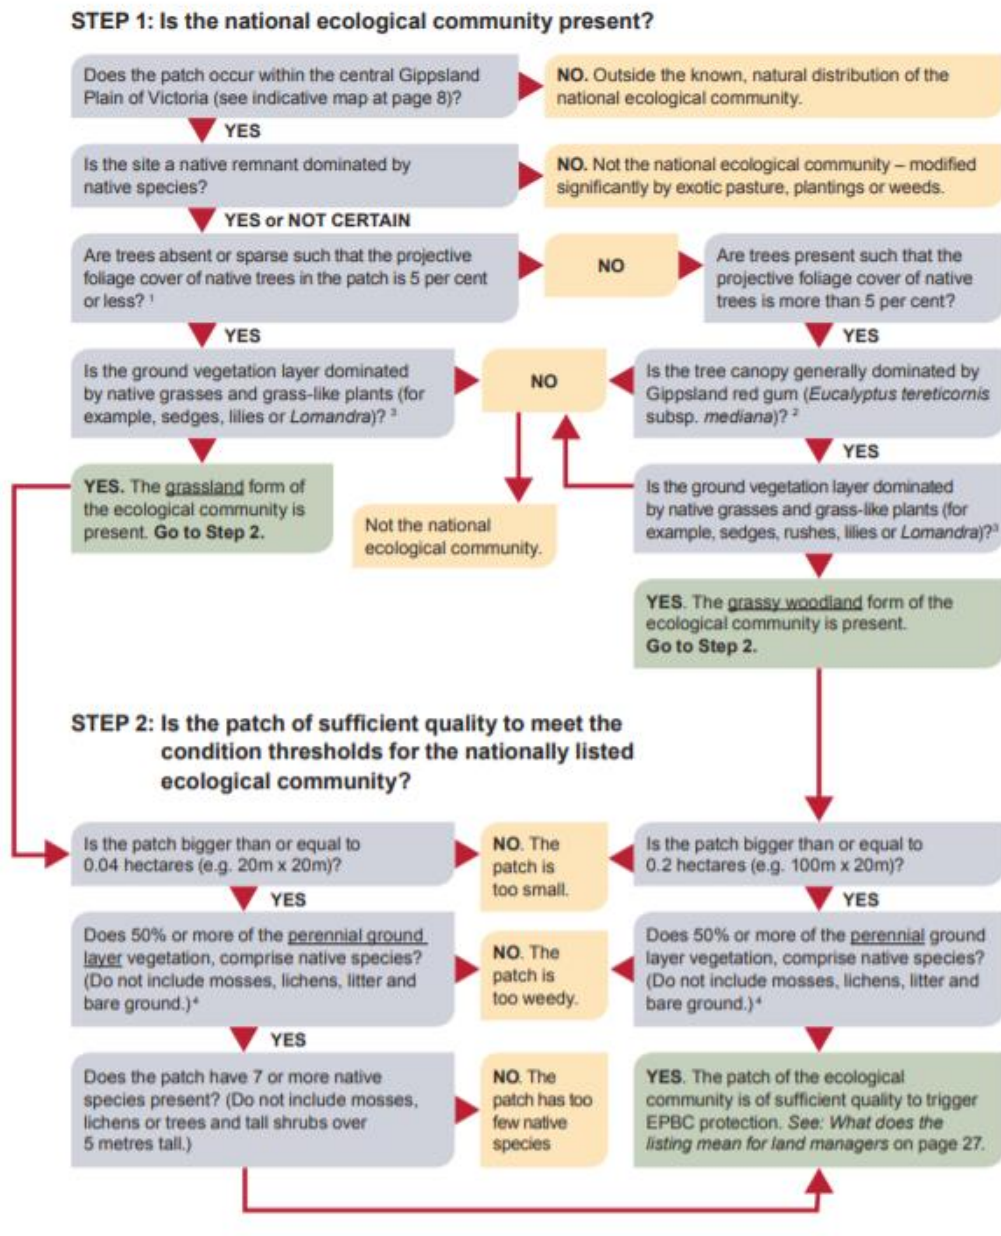 STEP 1: Is the national ecological community present?
Does the patch occur within the central Gippsland
Plain of Victoria (see indicative map at page 8)?
NO. Outside the known, natural distribution of the
national ecological community.
YES
Is the site a native remnant dominated by
native species?
NO. Not the national ecological community – modified
significantly by exotic pasture, plantings or weeds.
YES or NOT CERTAIN
Are trees absent or sparse such that the projective
foliage cover of native trees in the patch is 5 per cent
or less? ¹
NO
Are trees present such that the
projective foliage cover of native
trees is more than 5 per cent?
YES
YES
Is the ground vegetation layer dominated
by native grasses and grass-like plants (for
example, sedges, lilies or Lomandra)? ³
NO
Is the tree canopy generally dominated by
Gippsland red gum (Eucalyptus tereticornis
subsp. mediana)? ²
YES
YES. The grassland form of
the ecological community is
present. Go to Step 2.
Not the national
ecological community.
Is the ground vegetation layer dominated
by native grasses and grass-like plants (for
example, sedges, rushes, lilies or Lomandra)?³
YES. The grassy woodland form of the
ecological community is present.
Go to Step 2.
STEP 2: Is the patch of sufficient quality to meet the
condition thresholds for the nationally listed
ecological community?
Is the patch bigger than or equal to
0.04 hectares (e.g. 20m x 20m)?
NO. The
patch is
too small.
Is the patch bigger than or equal to
0.2 hectares (e.g. 100m x 20m)?
YES
YES
Does 50% or more of the perennial ground
layer vegetation, comprise native species?
(Do not include mosses, lichens, litter and
bare ground.)⁴
NO. The
patch is
too weedy.
Does 50% or more of the perennial ground
layer vegetation, comprise native species?
(Do not include mosses, lichens, litter and
bare ground.)⁴
YES
Does the patch have 7 or more native
species present? (Do not include mosses,
lichens or trees and tall shrubs over
5 metres tall.)
NO. The
patch has too
few native
species
YES. The patch of the ecological
community is of sufficient quality to trigger
EPBC protection. See: What does the
listing mean for land managers on page 27.